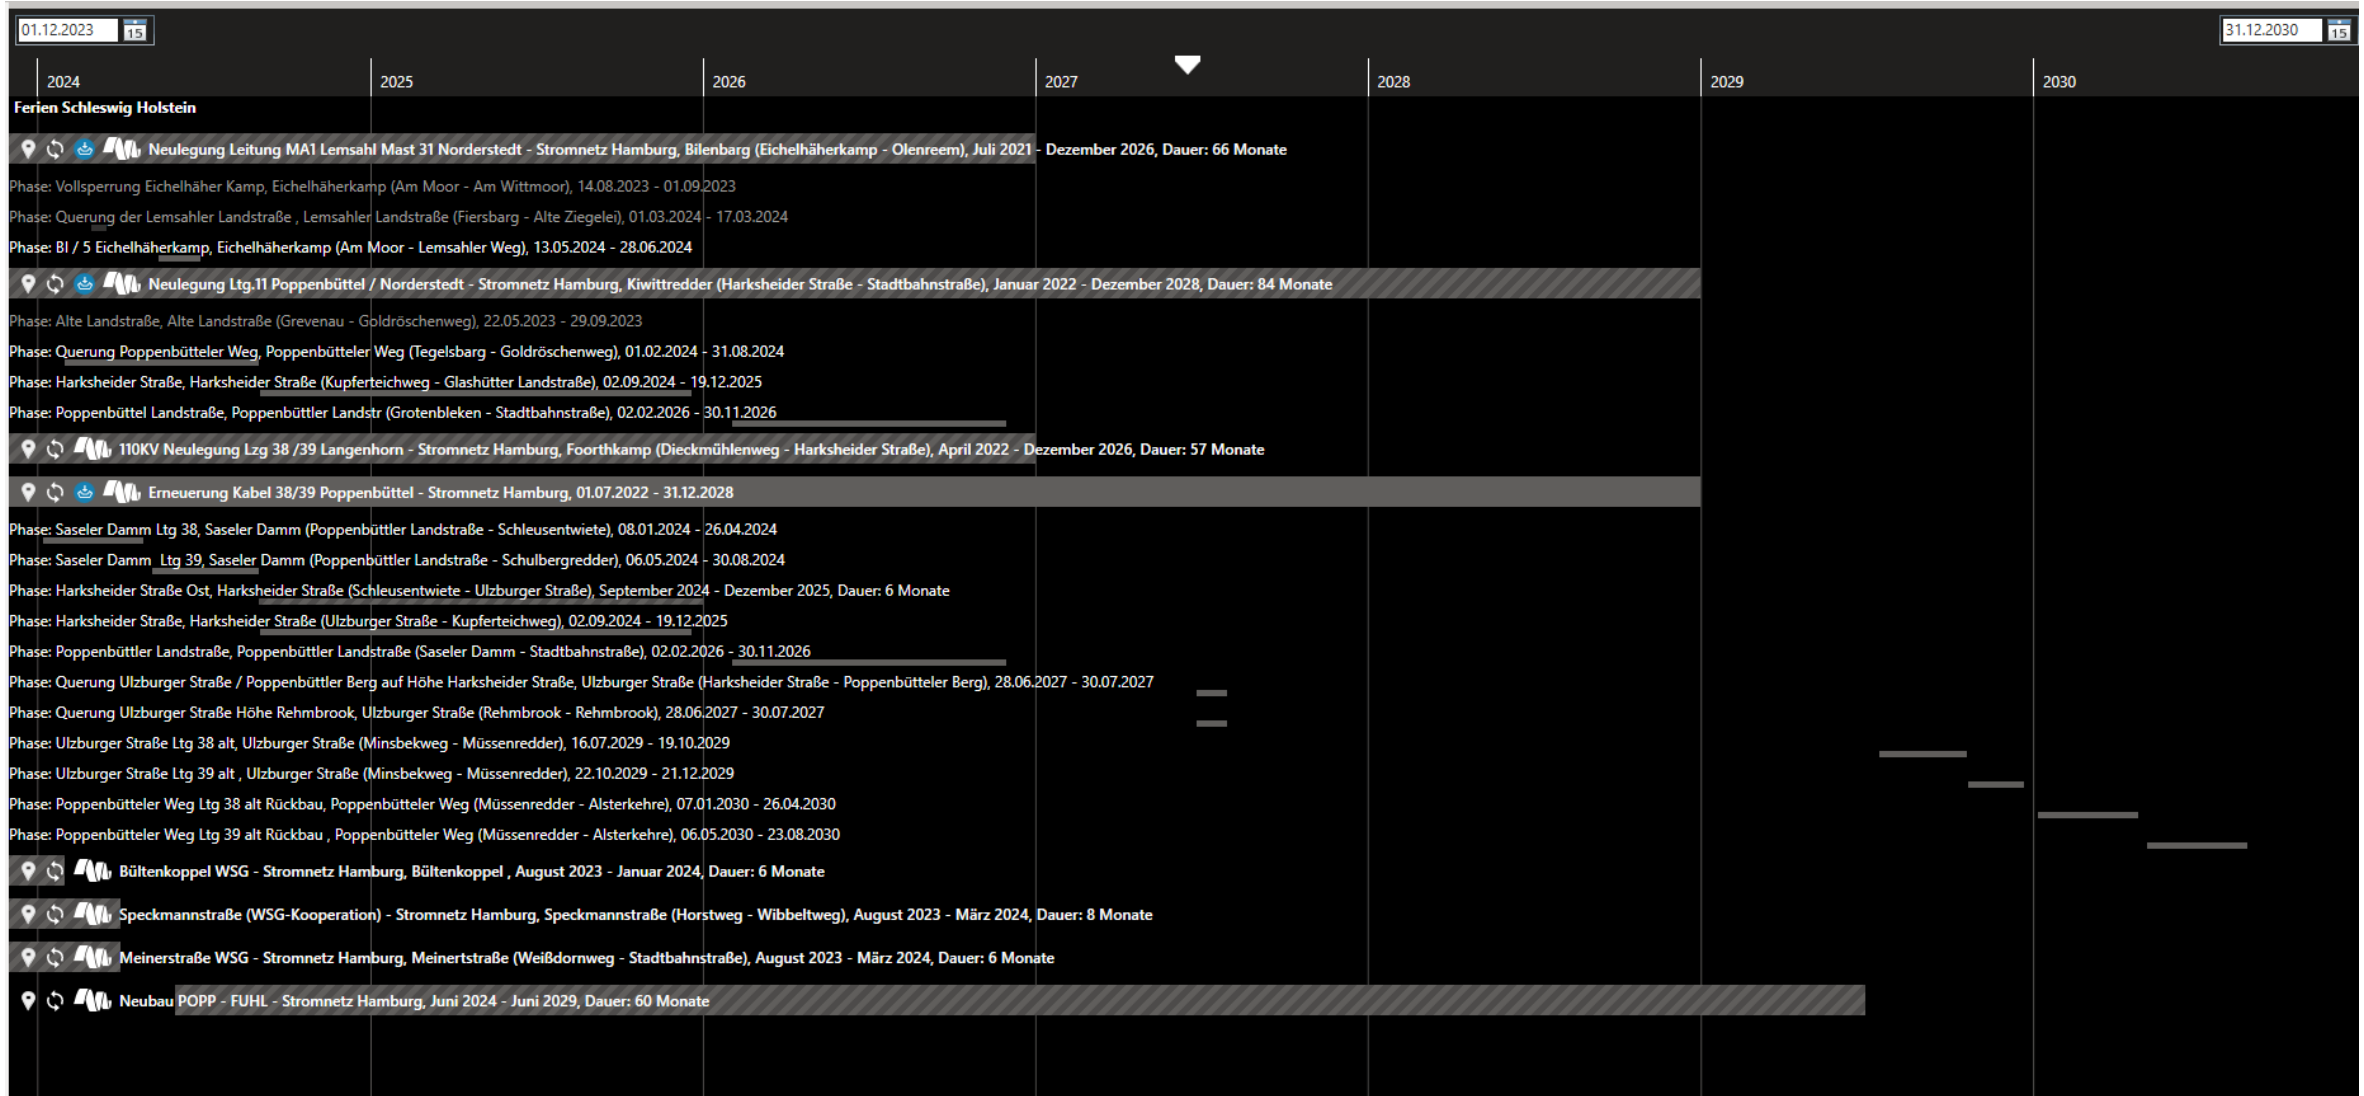 01.12.2023 15
31.12.2030 15
2024 2025 2026 2027 2028 2029 2030
Ferien Schleswig Holstein
Neulegung Leitung MA1 Lemsahl Mast 31 Norderstedt - Stromnetz Hamburg, Bilenbarg (Eichelhäherkamp - Olenreem), Juli 2021 - Dezember 2026, Dauer: 66 Monate
Phase: Vollsperrung Eichelhäher Kamp, Eichelhäherkamp (Am Moor - Am Wittmoor), 14.08.2023 - 01.09.2023
Phase: Querung der Lemsahler Landstraße , Lemsahler Landstraße (Fiersbarg - Alte Ziegelei), 01.03.2024 - 17.03.2024
Phase: Bl / 5 Eichelhäherkamp, Eichelhäherkamp (Am Moor - Lemsahler Weg), 13.05.2024 - 28.06.2024
Neulegung Ltg.11 Poppenbüttel / Norderstedt - Stromnetz Hamburg, Kiwittredder (Harksheider Straße - Stadtbahnstraße), Januar 2022 - Dezember 2028, Dauer: 84 Monate
Phase: Alte Landstraße, Alte Landstraße (Grevenau - Goldröschenweg), 22.05.2023 - 29.09.2023
Phase: Querung Poppenbütteler Weg, Poppenbütteler Weg (Tegelsbarg - Goldröschenweg), 01.02.2024 - 31.08.2024
Phase: Harksheider Straße, Harksheider Straße (Kupferteichweg - Glashütter Landstraße), 02.09.2024 - 19.12.2025
Phase: Poppenbüttel Landstraße, Poppenbüttler Landstr (Grotenbleken - Stadtbahnstraße), 02.02.2026 - 30.11.2026
110KV Neulegung Lzg 38 /39 Langenhorn - Stromnetz Hamburg, Foorthkamp (Dieckmühlenweg - Harksheider Straße), April 2022 - Dezember 2026, Dauer: 57 Monate
Erneuerung Kabel 38/39 Poppenbüttel - Stromnetz Hamburg, 01.07.2022 - 31.12.2028
Phase: Saseler Damm Ltg 38, Saseler Damm (Poppenbüttler Landstraße - Schleusentwiete), 08.01.2024 - 26.04.2024
Phase: Saseler Damm  Ltg 39, Saseler Damm (Poppenbüttler Landstraße - Schulbergredder), 06.05.2024 - 30.08.2024
Phase: Harksheider Straße Ost, Harksheider Straße (Schleusentwiete - Ulzburger Straße), September 2024 - Dezember 2025, Dauer: 6 Monate
Phase: Harksheider Straße, Harksheider Straße (Ulzburger Straße - Kupferteichweg), 02.09.2024 - 19.12.2025
Phase: Poppenbüttler Landstraße, Poppenbüttler Landstraße (Saseler Damm - Stadtbahnstraße), 02.02.2026 - 30.11.2026
Phase: Querung Ulzburger Straße / Poppenbüttler Berg auf Höhe Harksheider Straße, Ulzburger Straße (Harksheider Straße - Poppenbütteler Berg), 28.06.2027 - 30.07.2027
Phase: Querung Ulzburger Straße Höhe Rehmbrook, Ulzburger Straße (Rehmbrook - Rehmbrook), 28.06.2027 - 30.07.2027
Phase: Ulzburger Straße Ltg 38 alt, Ulzburger Straße (Minsbekweg - Müssenredder), 16.07.2029 - 19.10.2029
Phase: Ulzburger Straße Ltg 39 alt , Ulzburger Straße (Minsbekweg - Müssenredder), 22.10.2029 - 21.12.2029
Phase: Poppenbütteler Weg Ltg 38 alt Rückbau, Poppenbütteler Weg (Müssenredder - Alsterkehre), 07.01.2030 - 26.04.2030
Phase: Poppenbütteler Weg Ltg 39 alt Rückbau , Poppenbütteler Weg (Müssenredder - Alsterkehre), 06.05.2030 - 23.08.2030
Bültenkoppel WSG - Stromnetz Hamburg, Bültenkoppel , August 2023 - Januar 2024, Dauer: 6 Monate
Speckmannstraße (WSG-Kooperation) - Stromnetz Hamburg, Speckmannstraße (Horstweg - Wibbeltweg), August 2023 - März 2024, Dauer: 8 Monate
Meinerstraße WSG - Stromnetz Hamburg, Meinertstraße (Weißdornweg - Stadtbahnstraße), August 2023 - März 2024, Dauer: 6 Monate
Neubau POPP - FUHL - Stromnetz Hamburg, Juni 2024 - Juni 2029, Dauer: 60 Monate